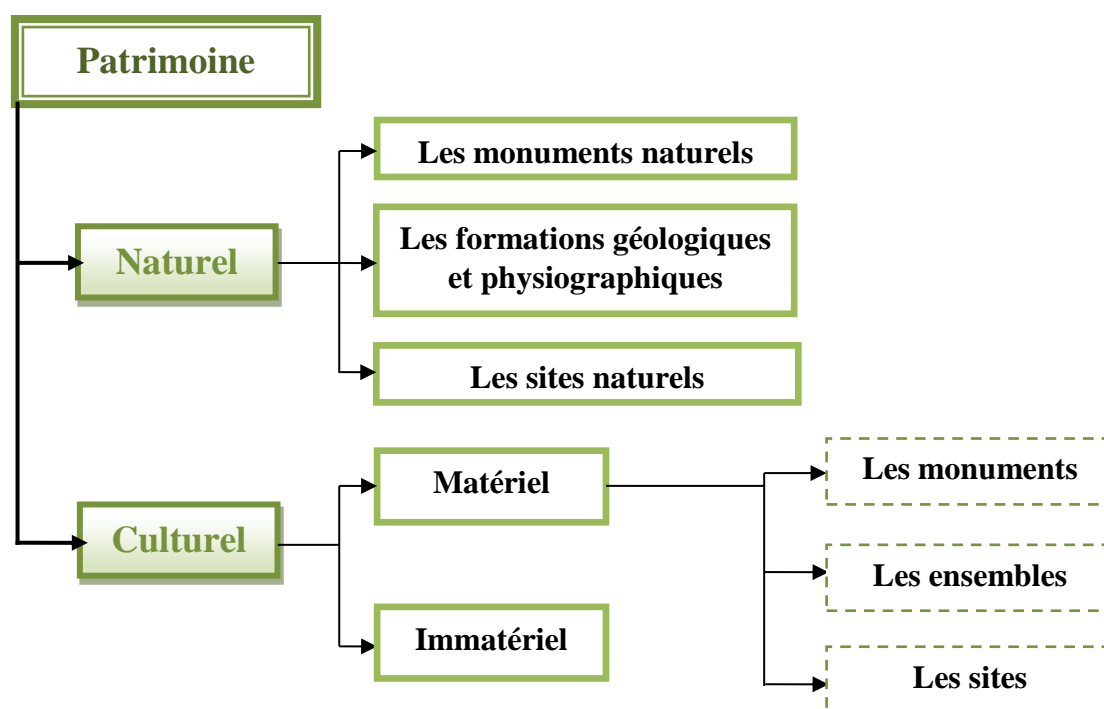 Patrimoine
Les monuments naturels
Les formations géologiques
et physiographiques
Naturel
Les sites naturels
Matériel
Les monuments
Culturel
Les ensembles
Immatériel
Les sites